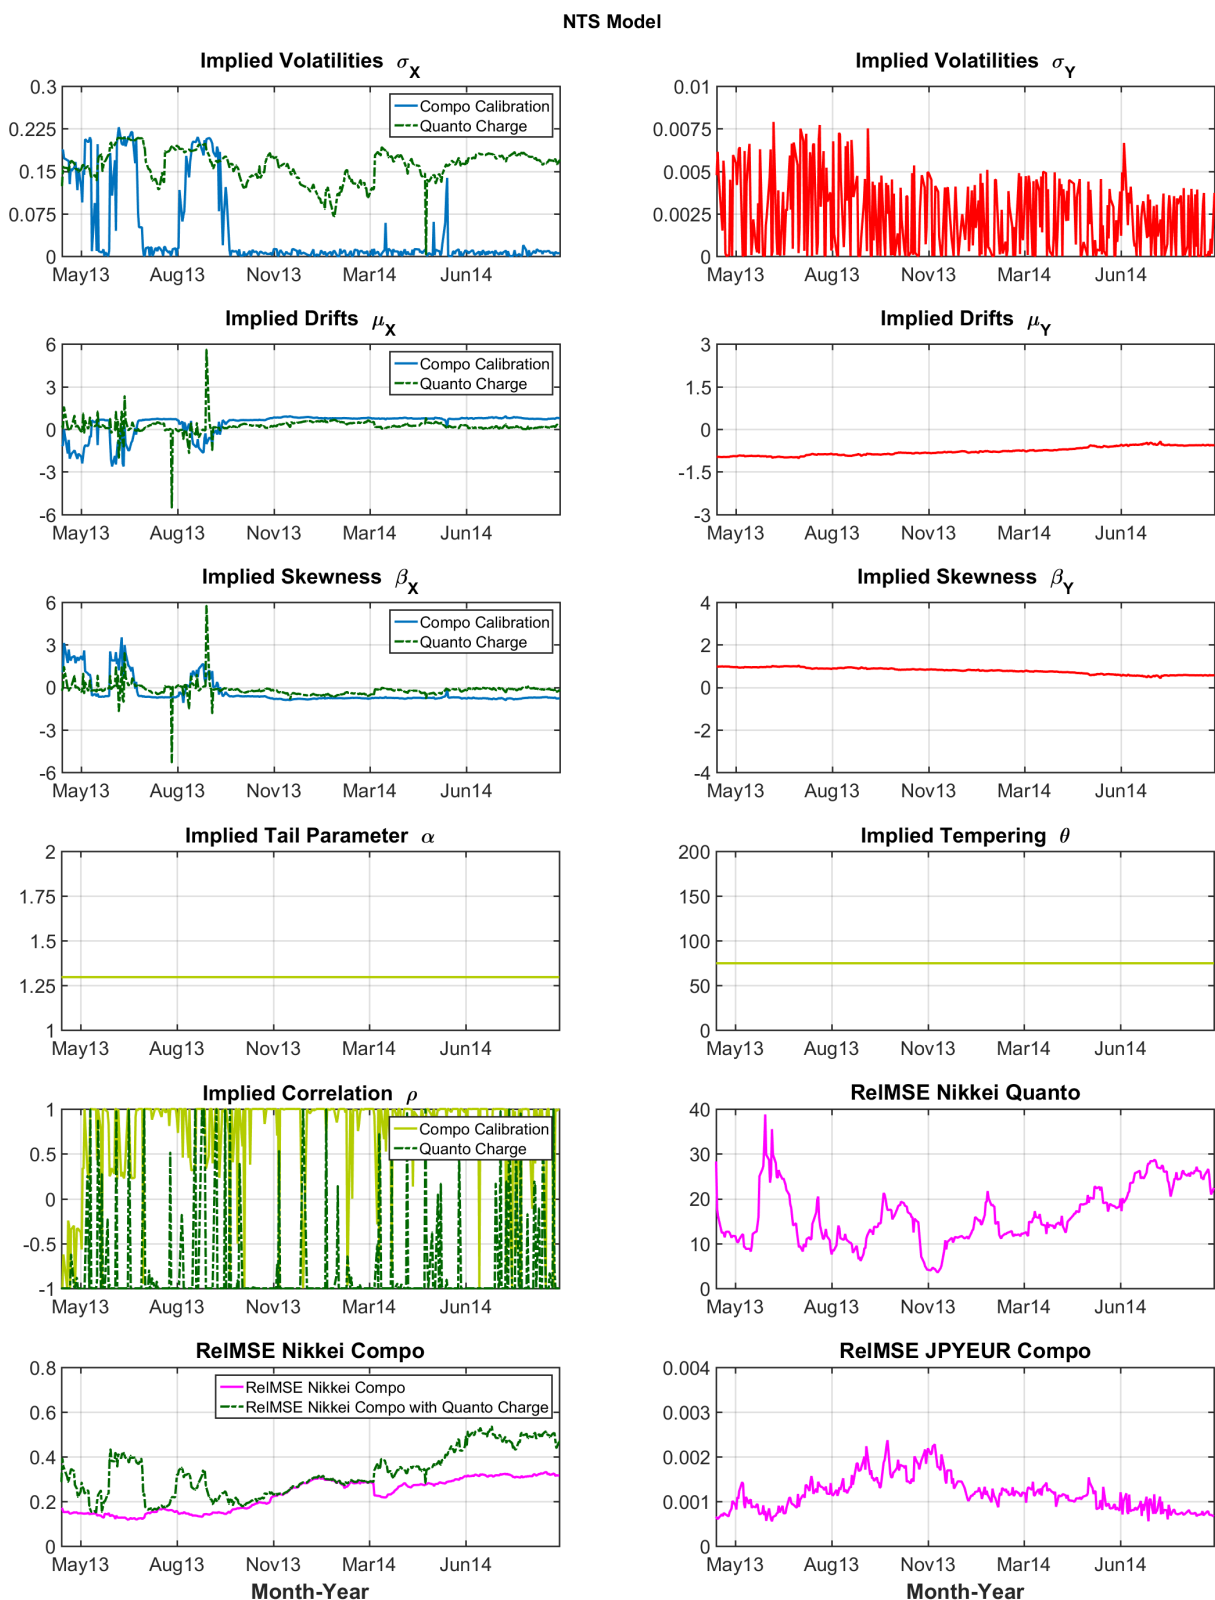 NTS Model
Implied Volatilities σX
0.3
0.225
0.15
0.075
0
Compo Calibration
Quanto Charge
May13 Aug13 Nov13 Mar14 Jun14
Implied Volatilities σY
0.01
0.0075
0.005
0.0025
0
May13 Aug13 Nov13 Mar14 Jun14
Implied Drifts μX
6
3
0
-3
-6
Compo Calibration
Quanto Charge
May13 Aug13 Nov13 Mar14 Jun14
Implied Drifts μY
3
1.5
0
-1.5
-3
May13 Aug13 Nov13 Mar14 Jun14
Implied Skewness βX
6
3
0
-3
-6
Compo Calibration
Quanto Charge
May13 Aug13 Nov13 Mar14 Jun14
Implied Skewness βY
4
2
0
-2
-4
May13 Aug13 Nov13 Mar14 Jun14
Implied Tail Parameter α
2
1.75
1.5
1.25
1
May13 Aug13 Nov13 Mar14 Jun14
Implied Tempering θ
200
150
100
50
0
May13 Aug13 Nov13 Mar14 Jun14
Implied Correlation ρ
1
0.5
0
-0.5
-1
Compo Calibration
Quanto Charge
May13 Aug13 Nov13 Mar14 Jun14
RelMSE Nikkei Quanto
40
30
20
10
0
May13 Aug13 Nov13 Mar14 Jun14
RelMSE Nikkei Compo
0.8
0.6
0.4
0.2
0
RelMSE Nikkei Compo
RelMSE Nikkei Compo with Quanto Charge
May13 Aug13 Nov13 Mar14 Jun14
Month-Year
RelMSE JPYEUR Compo
0.004
0.003
0.002
0.001
0
May13 Aug13 Nov13 Mar14 Jun14
Month-Year